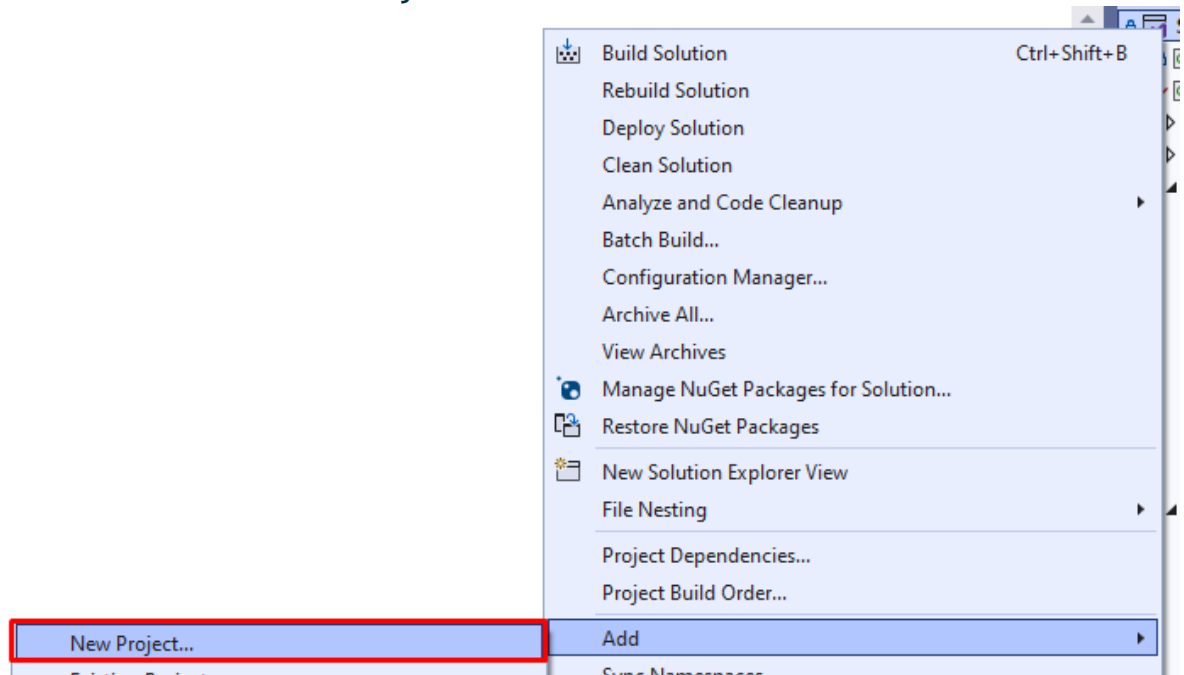 Build Solution Ctrl+Shift+B
Rebuild Solution
Deploy Solution
Clean Solution
Analyze and Code Cleanup
Batch Build...
Configuration Manager...
Archive All...
View Archives
Manage NuGet Packages for Solution...
Restore NuGet Packages
New Solution Explorer View
File Nesting
Project Dependencies...
Project Build Order...
New Project... Add
Sync Namespaces